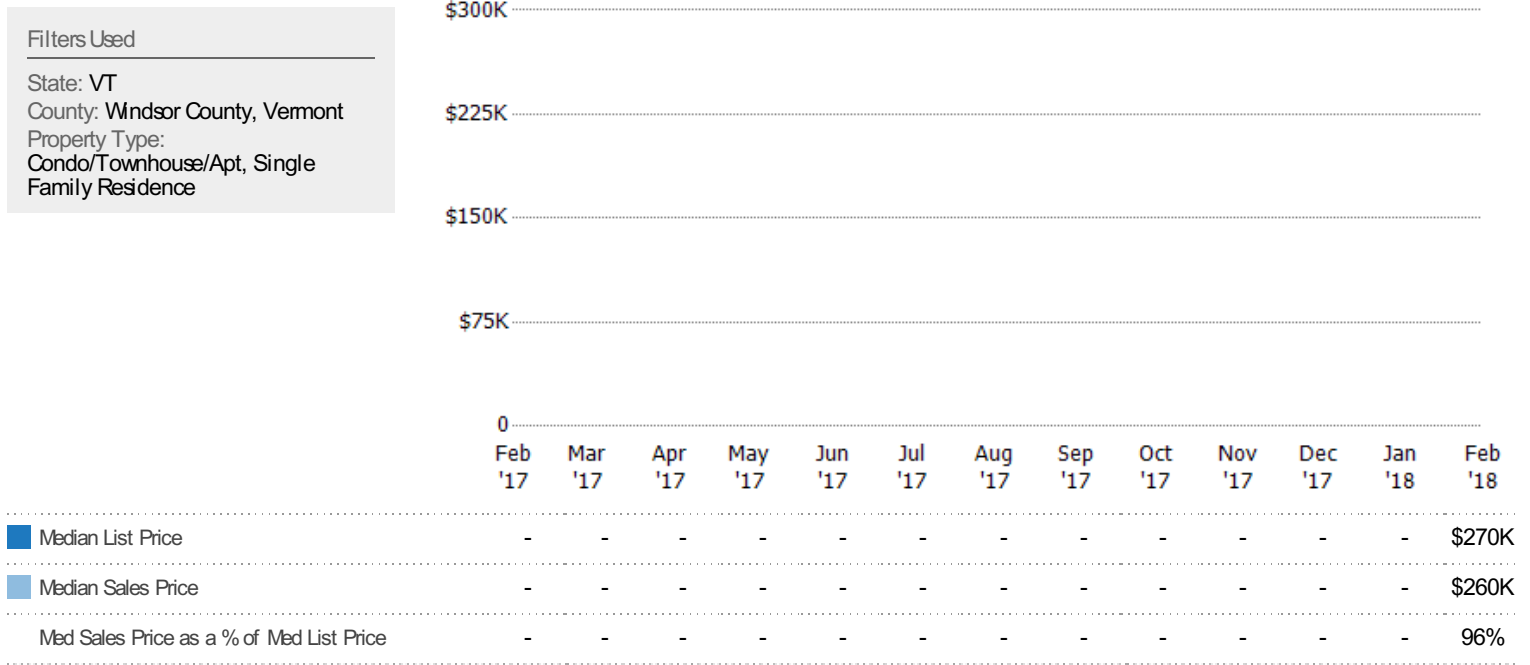 Filters Used
State: VT
County: Windsor County, Vermont
Property Type:
Condo/Townhouse/Apt, Single
Family Residence
$300K
$225K
$150K
$75K
0
Feb Mar Apr May Jun Jul Aug Sep Oct Nov Dec Jan Feb
'17 '17 '17 '17 '17 '17 '17 '17 '17 '17 '17 '18 '18
Median List Price - - - - - - - - - - - - $270K
Median Sales Price - - - - - - - - - - - - $260K
Med Sales Price as a % of Med List Price - - - - - - - - - - - - 96%